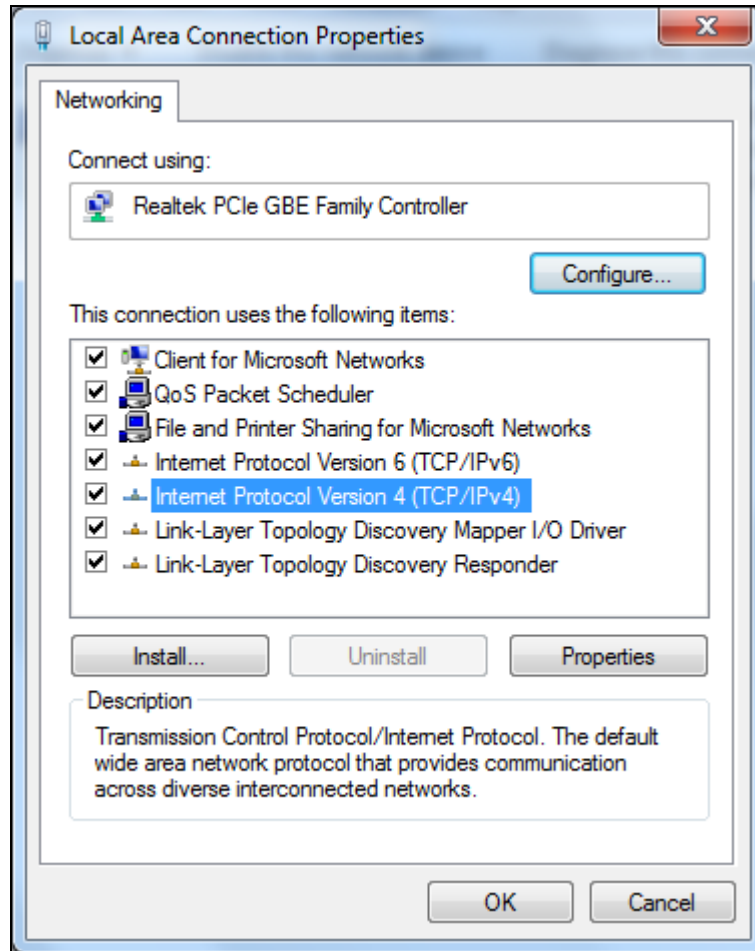 Local Area Connection Properties
Networking
Connect using:
Realtek PCIe GBE Family Controller
Configure...
This connection uses the following items:
Client for Microsoft Networks
QoS Packet Scheduler
File and Printer Sharing for Microsoft Networks
Internet Protocol Version 6 (TCP/IPv6)
Internet Protocol Version 4 (TCP/IPv4)
Link-Layer Topology Discovery Mapper I/O Driver
Link-Layer Topology Discovery Responder
Install... Uninstall Properties
Description
Transmission Control Protocol/Internet Protocol. The default
wide area network protocol that provides communication
across diverse interconnected networks.
OK Cancel